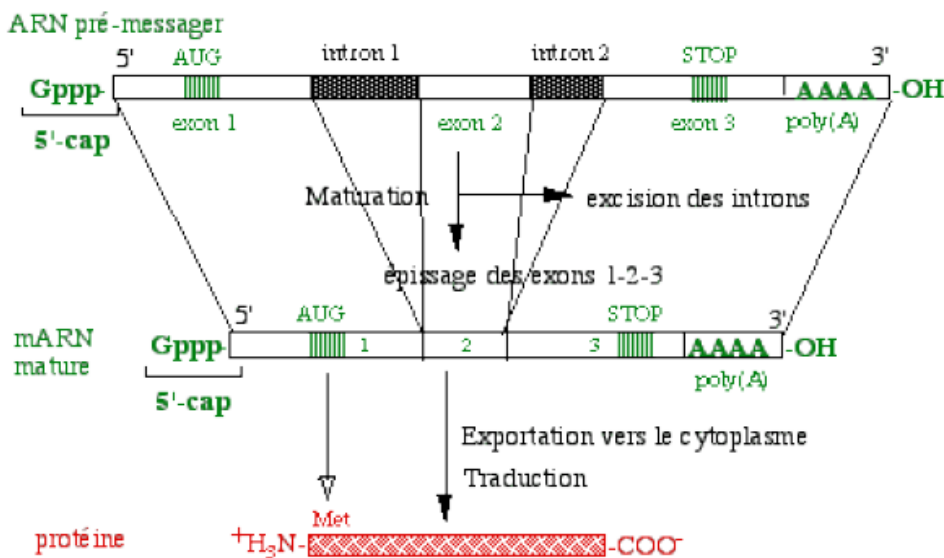 ARN pré-messager
5' AUG intron 1 intron 2 STOP 3'
Gppp- AAAA -OH
5'-cap exon 1 exon 2 exon 3 poly(A)
Maturation excision des introns
épissage des exons 1-2-3
5' AUG STOP 3'
mARN mature Gppp- 1 2 3 AAAA -OH
5'-cap poly(A)
Exportation vers le cytoplasme
Traduction
Met
protéine +H3N- -COO-